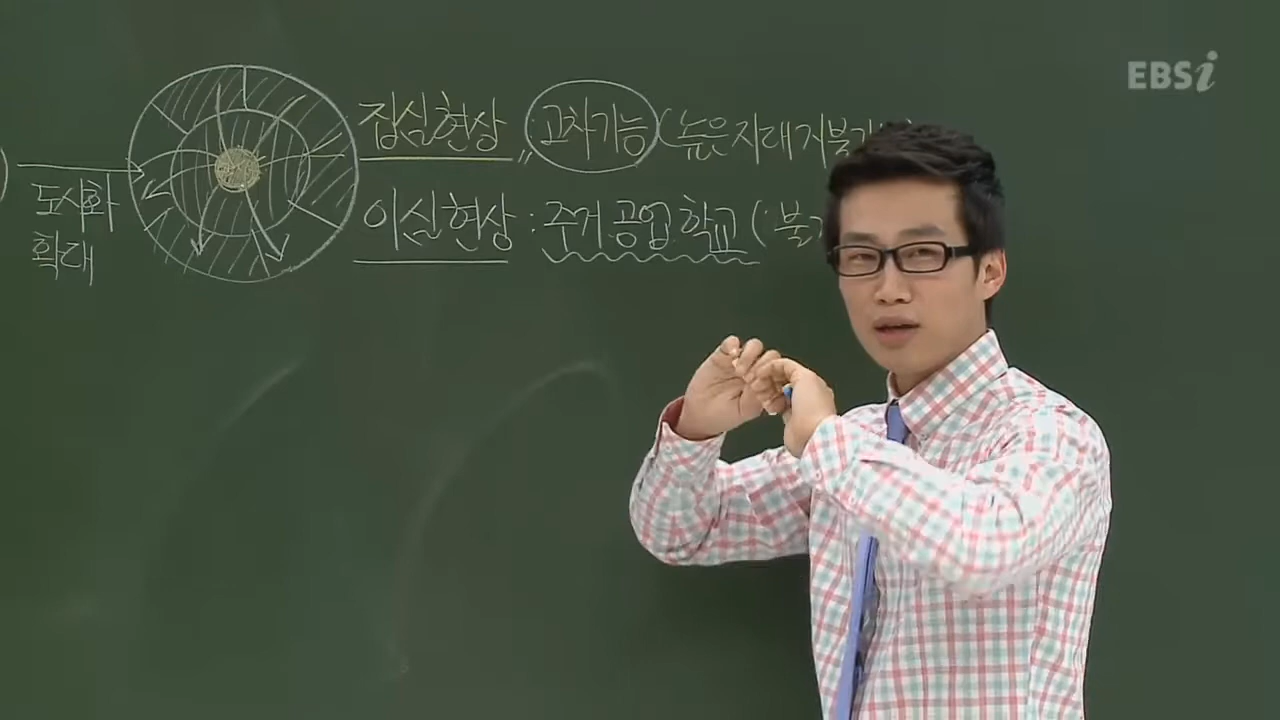 EBSi
집심현상 : 고차기능 (높은 지대 지불
도시화
확대
이심현상 : 주거 공업 학교 (: